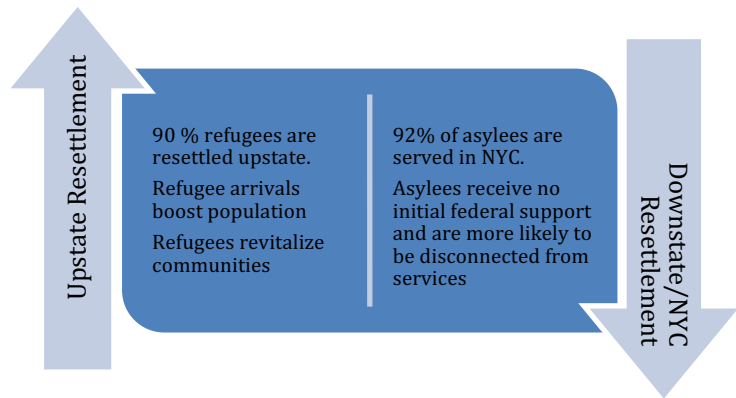 Upstate Resettlement
90 % refugees are
resettled upstate.
Refugee arrivals
boost population
Refugees revitalize
communities
92% of asylees are
served in NYC.
Asylees receive no
initial federal support
and are more likely to
be disconnected from
services
Downstate/NYC
Resettlement